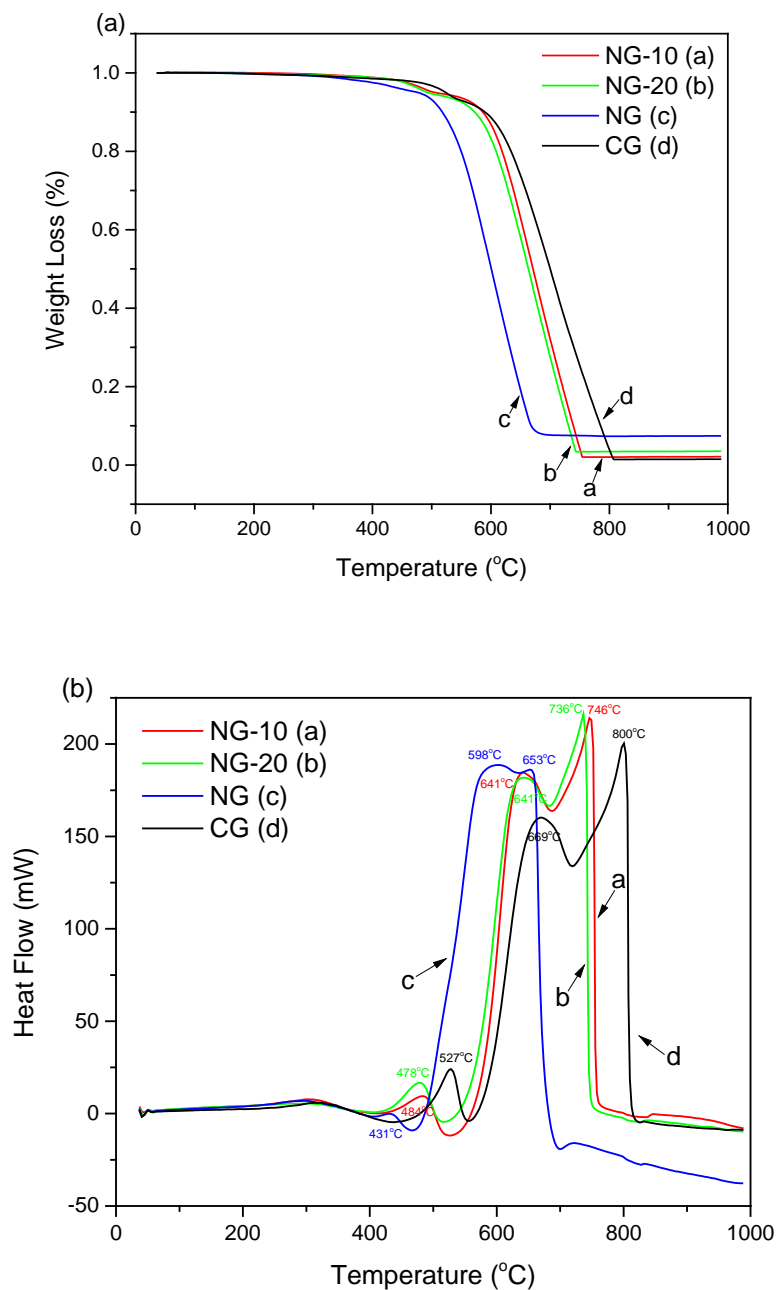 (a)
NG-10 (a)
NG-20 (b)
NG (c)
CG (d)
1.0
0.8
0.6
0.4
0.2
0.0
Weight Loss (%)
c
d
b
a
0 200 400 600 800 1000
Temperature (°C)
(b)
NG-10 (a)
NG-20 (b)
NG (c)
CG (d)
736°C 746°C
800°C
598°C 653°C
641°C
641°C
669°C
527°C
478°C
484°C
431°C
a
c
b
d
200
150
100
50
0
-50
Heat Flow (mW)
0 200 400 600 800 1000
Temperature (°C)